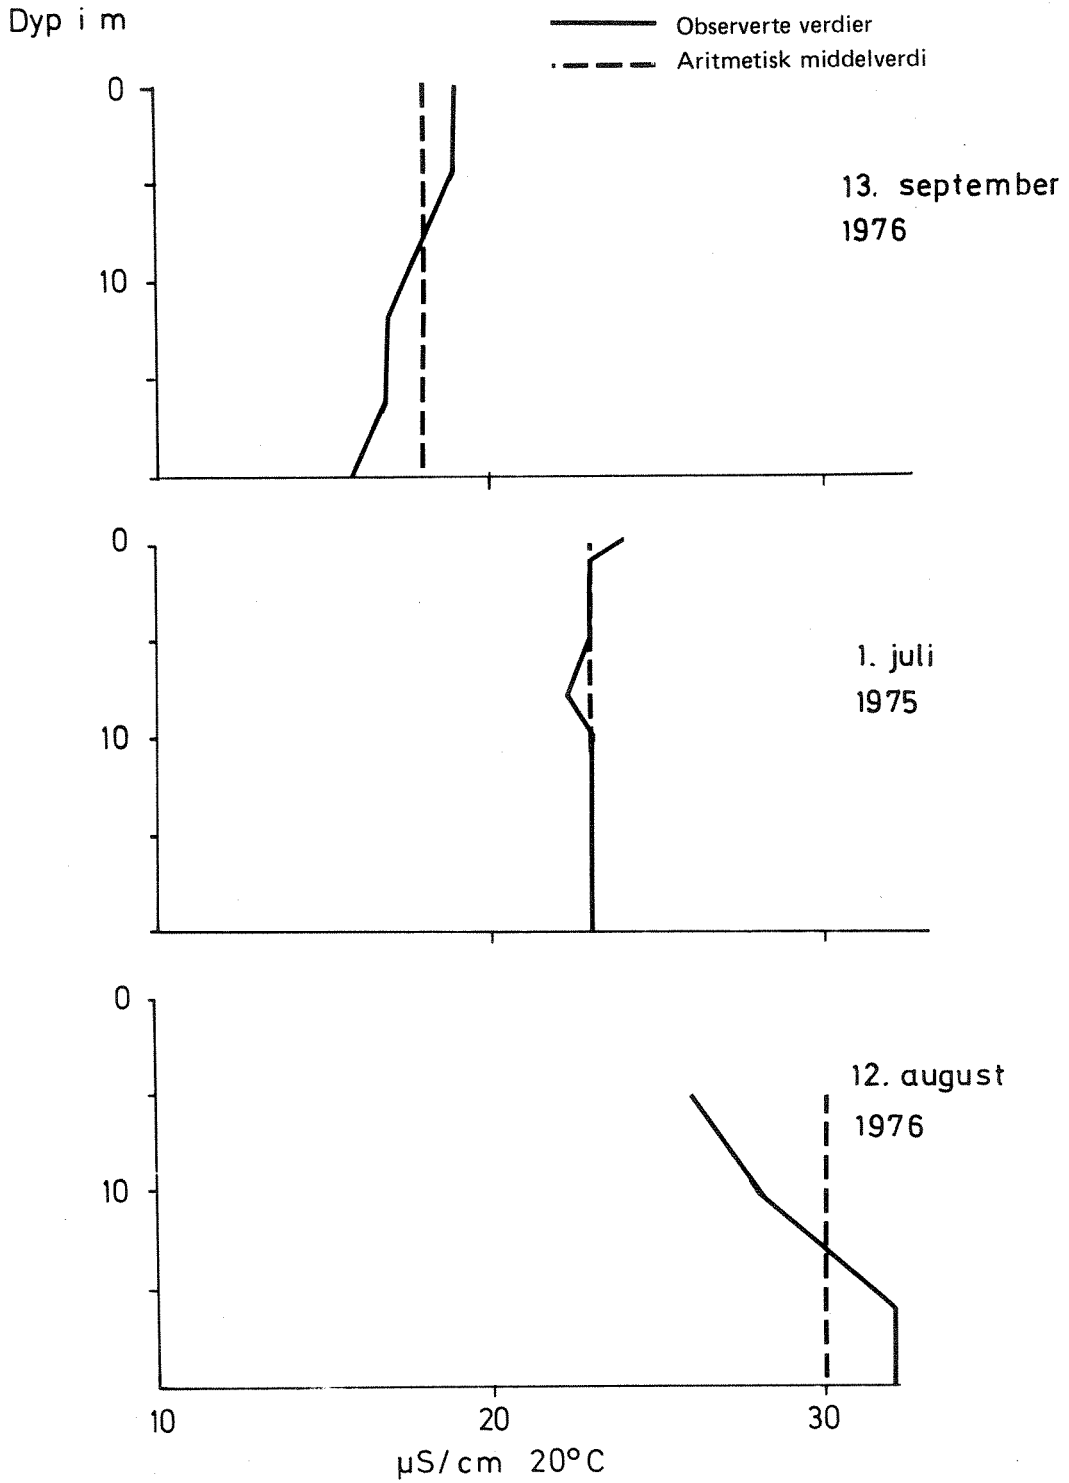 Dyp i m
Observerte verdier
Aritmetisk middelverdi
0
10
13. september
1976
0
10
1. juli
1975
0
10
12. august
1976
10 20 30
µS/cm 20°C